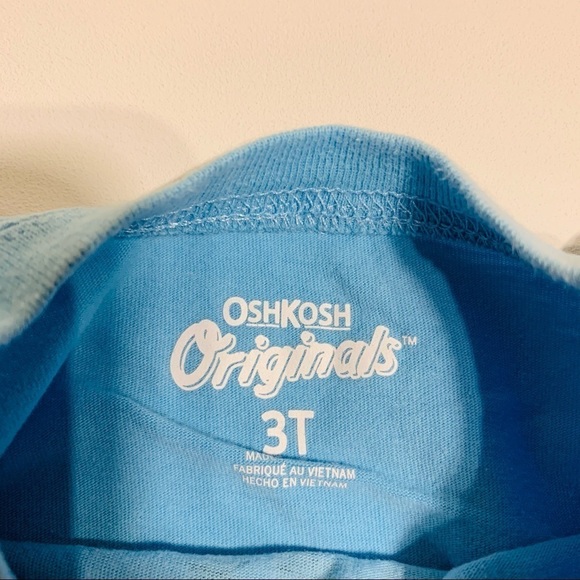 OSHKOSH
Originals™
3T
FABRIQUÉ AU VIETNAM
HECHO EN VIETNAM